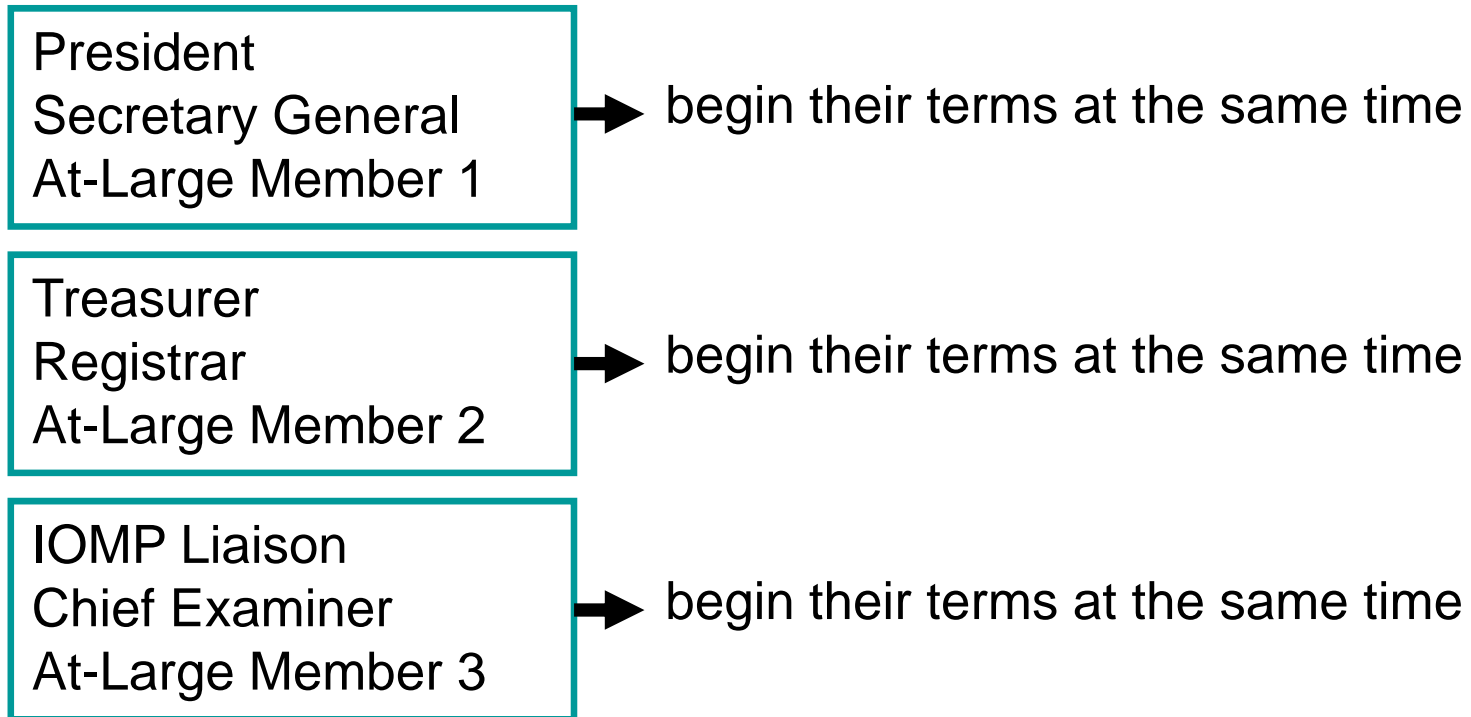 President
Secretary General
At-Large Member 1
begin their terms at the same time
Treasurer
Registrar
At-Large Member 2
begin their terms at the same time
IOMP Liaison
Chief Examiner
At-Large Member 3
begin their terms at the same time